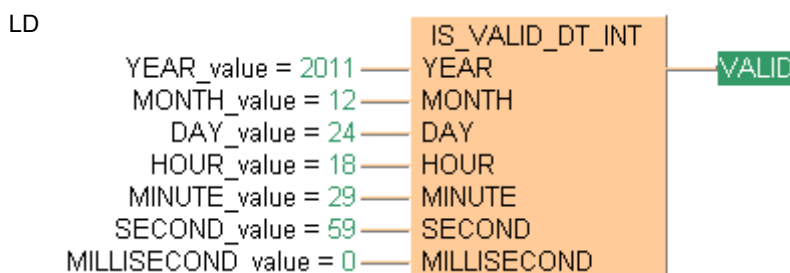 LD
IS_VALID_DT_INT
YEAR_value = 2011 YEAR VALID
MONTH_value = 12 MONTH
DAY_value = 24 DAY
HOUR_value = 18 HOUR
MINUTE_value = 29 MINUTE
SECOND_value = 59 SECOND
MILLISECOND_value = 0 MILLISECOND